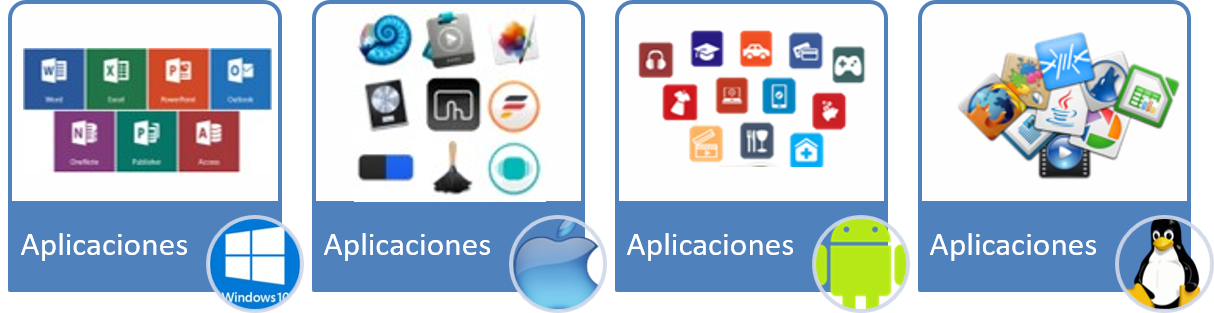 Word
Excel
PowerPoint
Outlook
OneNote
Publisher
Access
Aplicaciones
Windows10
Aplicaciones
Aplicaciones
Aplicaciones